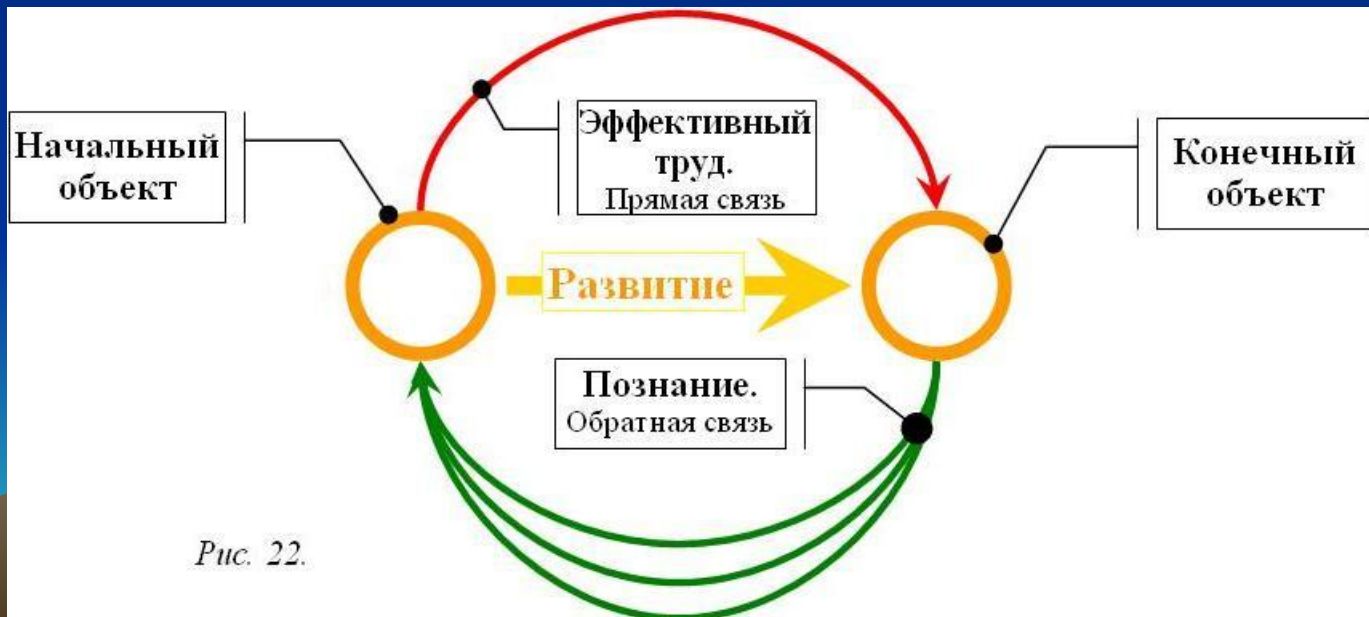 Начальный
объект
Эффективный
труд.
Прямая связь
Конечный
объект
Развитие
Познание.
Обратная связь
Рис. 22.